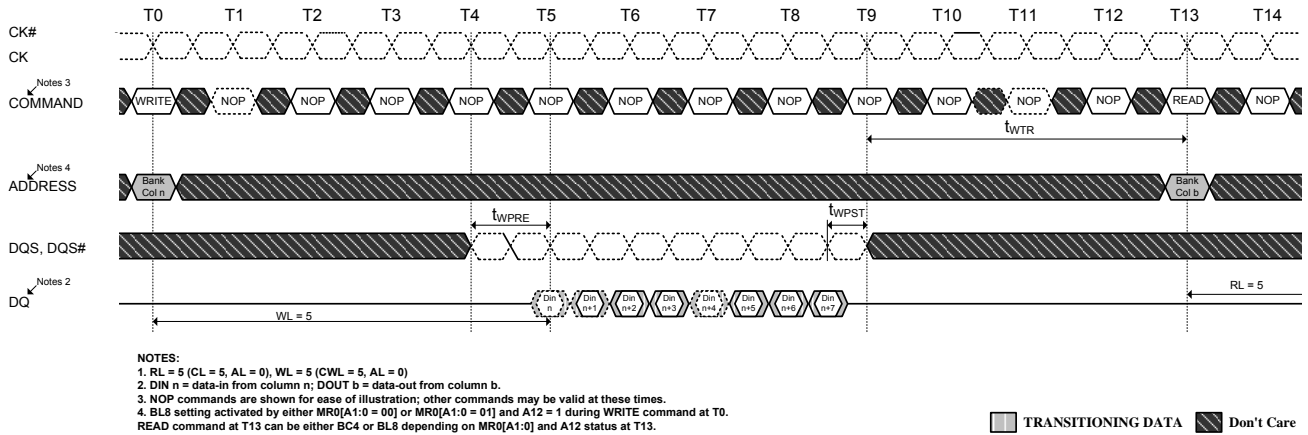 T0 T1 T2 T3 T4 T5 T6 T7 T8 T9 T10 T11 T12 T13 T14
CK#
CK
Notes 3
COMMAND
WRITE NOP NOP NOP NOP NOP NOP NOP NOP NOP NOP NOP NOP READ NOP
tWTR
Notes 4
ADDRESS
Bank Col n
Bank Col b
tWPRE
tWPST
DQS, DQS#
Notes 2
DQ
Din n
Din n+1
Din n+2
Din n+3
Din n+4
Din n+5
Din n+6
Din n+7
RL = 5
WL = 5
NOTES:
1. RL = 5 (CL = 5, AL = 0), WL = 5 (CWL = 5, AL = 0)
2. DIN n = data-in from column n; DOUT b = data-out from column b.
3. NOP commands are shown for ease of illustration; other commands may be valid at these times.
4. BL8 setting activated by either MR0[A1:0 = 00] or MR0[A1:0 = 01] and A12 = 1 during WRITE command at T0.
READ command at T13 can be either BC4 or BL8 depending on MR0[A1:0] and A12 status at T13.
TRANSITIONING DATA
Don't Care